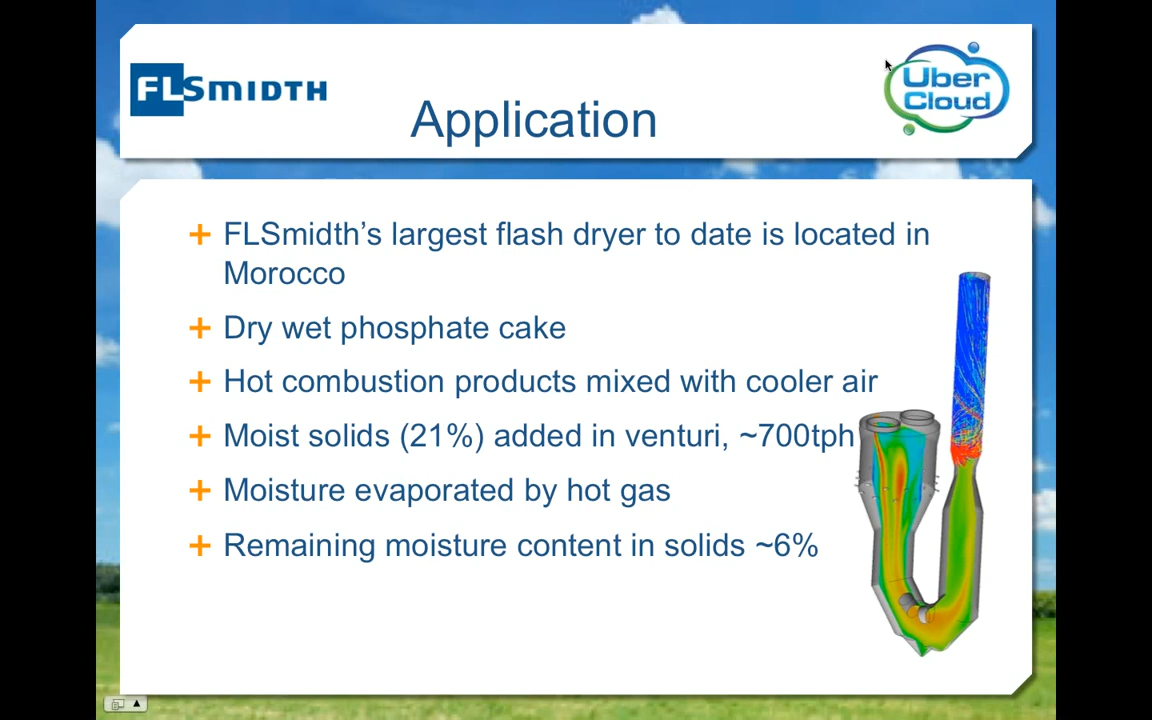 FLSMIDTH
Uber
Cloud
Application
+ FLSmidth's largest flash dryer to date is located in
Morocco
+ Dry wet phosphate cake
+ Hot combustion products mixed with cooler air
+ Moist solids (21%) added in venturi, ~700tph
+ Moisture evaporated by hot gas
+ Remaining moisture content in solids ~6%